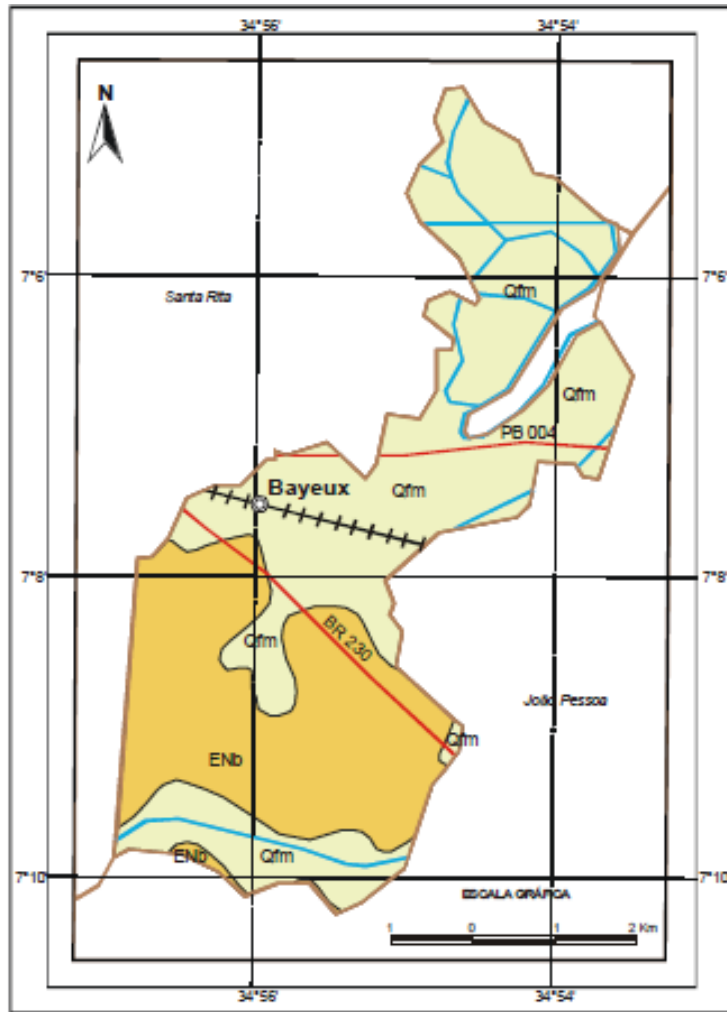 34°56' 34°54'
N
7°6' 7°6'
Santa Rita
Qfm
Qfm
PB 004
Bayeux
Qfm
7°8' 7°8'
BR 230
Qfm
João Pessoa
Qfm
ENb
ENb Qfm
7°10' 7°10'
ESCALA GRÁFICA
1 0 1 2 Km
34°56' 34°54'